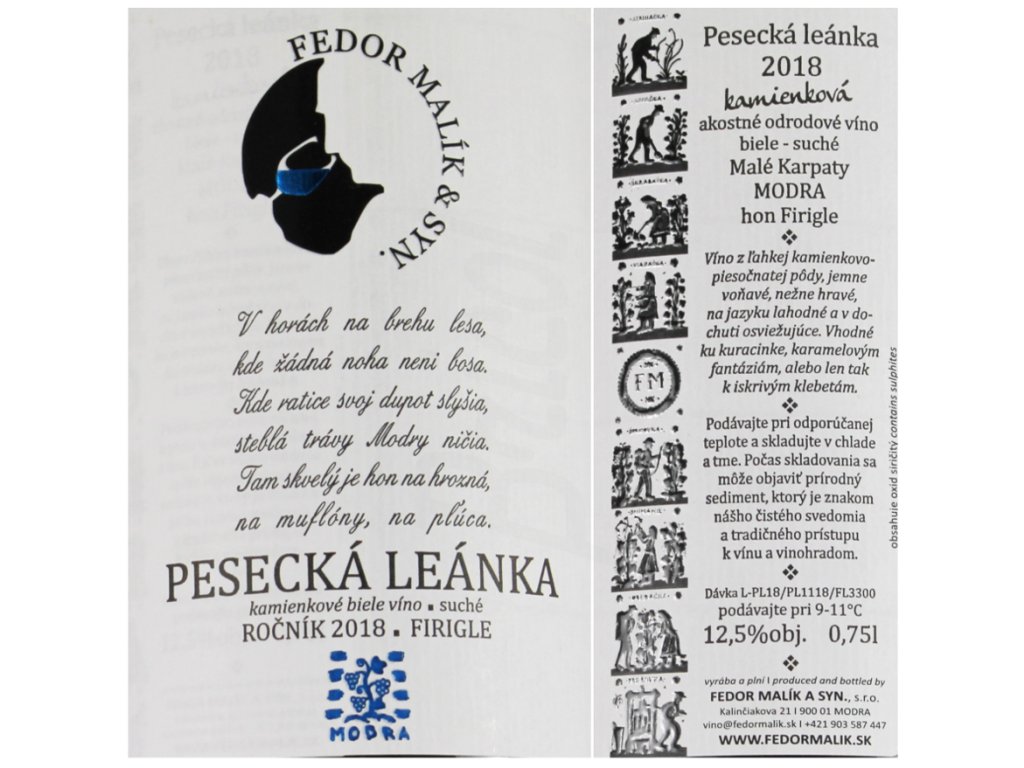 FEDOR MALÍK & SYN.
V horách na brehu lesa,
kde žádná noha neni bosa.
Kde ratice svoj dupot slyšia,
steblá trávy Modry ničia.
Tam skvelý je hon na hrozná,
na muflóny, na pľúca.
PESECKÁ LEÁNKA
kamienkové biele víno ▪ suché
ROČNÍK 2018 ▪ FIRIGLE
MODRA
Pesecká leánka
2018
kamienková
akostné odrodové víno
biele - suché
Malé Karpaty
MODRA
hon Firigle
Víno z ľahkej kamienkovo-
piesočnatej pôdy, jemne
voňavé, nežne hravé,
na jazyku lahodné a v do-
chuti osviežujúce. Vhodné
ku kuracinke, karamelovým
fantáziám, alebo len tak
k iskrivým klebetám.
Podávajte pri odporúčanej
teplote a skladujte v chlade
a tme. Počas skladovania sa
môže objaviť prírodný
sediment, ktorý je znakom
nášho čistého svedomia
a tradičného prístupu
k vínu a vinohradom.
Dávka L-PL18/PL1118/FL3300
podávajte pri 9-11°C
12,5%obj. 0,75l
vyrába a plní I produced and bottled by
FEDOR MALÍK A SYN., s.r.o.
Kalinčiakova 21 I 900 01 MODRA
vino@fedormalik.sk I +421 903 587 447
WWW.FEDORMALIK.SK
obsahuje oxid siričitý contains sulphites
FM